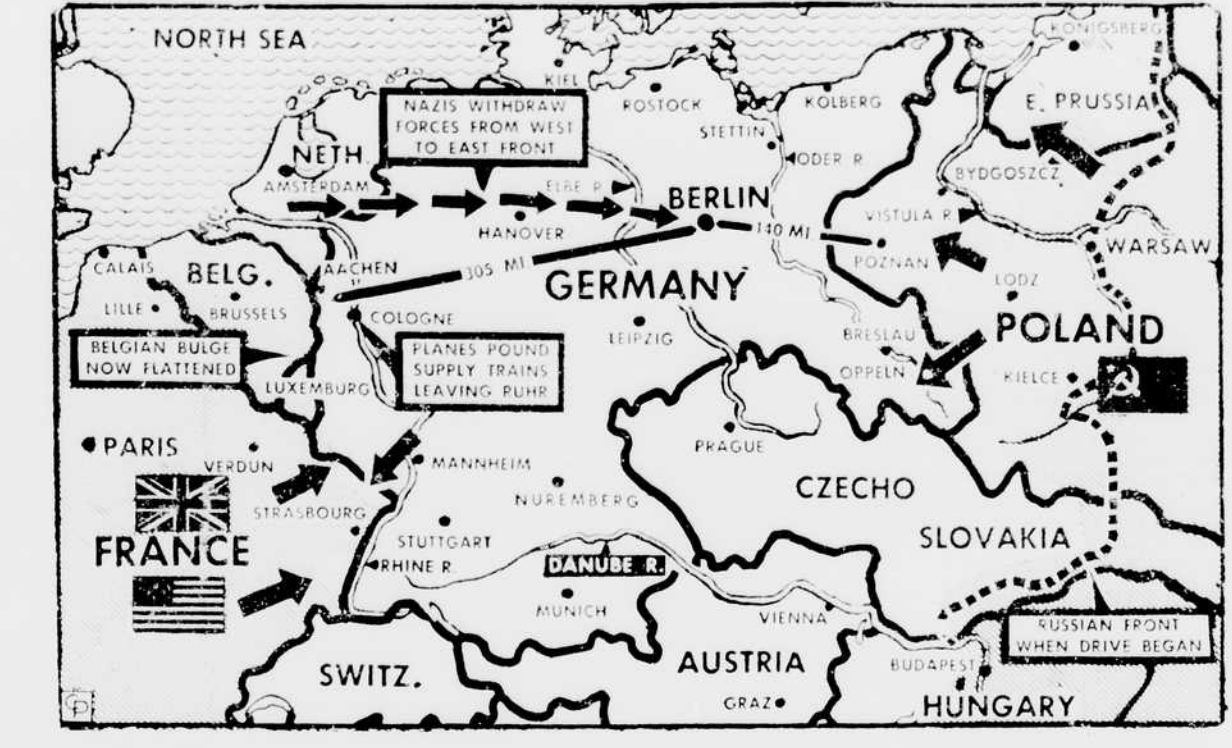 NORTH SEA
KONIGSBERG
KIEL
ROSTOCK
KOLBERG
STETTIN
E. PRUSSIA
NAZIS WITHDRAW
FORCES FROM WEST
TO EAST FRONT
NETH.
AMSTERDAM
ELBE R.
ODER R.
BYDGOSZCZ
BERLIN
VISTULA R.
HANOVER
140 MI.
WARSAW
POZNAN
CALAIS
BELG.
AACHEN
305 MI.
GERMANY
LODZ
LILLE
BRUSSELS
COLOGNE
LEIPZIG
BRESLAU
POLAND
BELGIAN BULGE
NOW FLATTENED
PLANES POUND
SUPPLY TRAINS
LEAVING RUHR
OPPELN
KIELCE
LUXEMBURG
PARIS
VERDUN
MANNHEIM
PRAGUE
NUREMBERG
CZECHO
SLOVAKIA
STRASBOURG
STUTTGART
FRANCE
RHINE R.
DANUBE R.
MUNICH
VIENNA
RUSSIAN FRONT
WHEN DRIVE BEGAN
SWITZ.
AUSTRIA
BUDAPEST
GRAZ
HUNGARY
CP